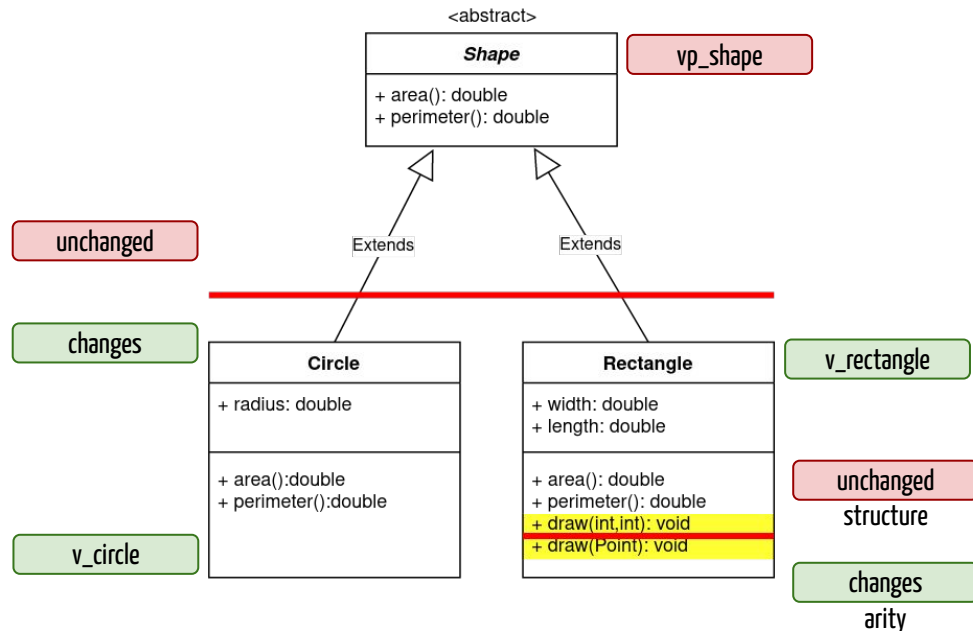 <abstract>
Shape
vp_shape
+ area(): double
+ perimeter(): double
unchanged
Extends
Extends
changes
Circle
Rectangle
v_rectangle
+ radius: double
+ width: double
+ length: double
+ area():double
+ perimeter():double
+ area(): double
+ perimeter(): double
+ draw(int,int): void
+ draw(Point): void
unchanged
structure
v_circle
changes
arity